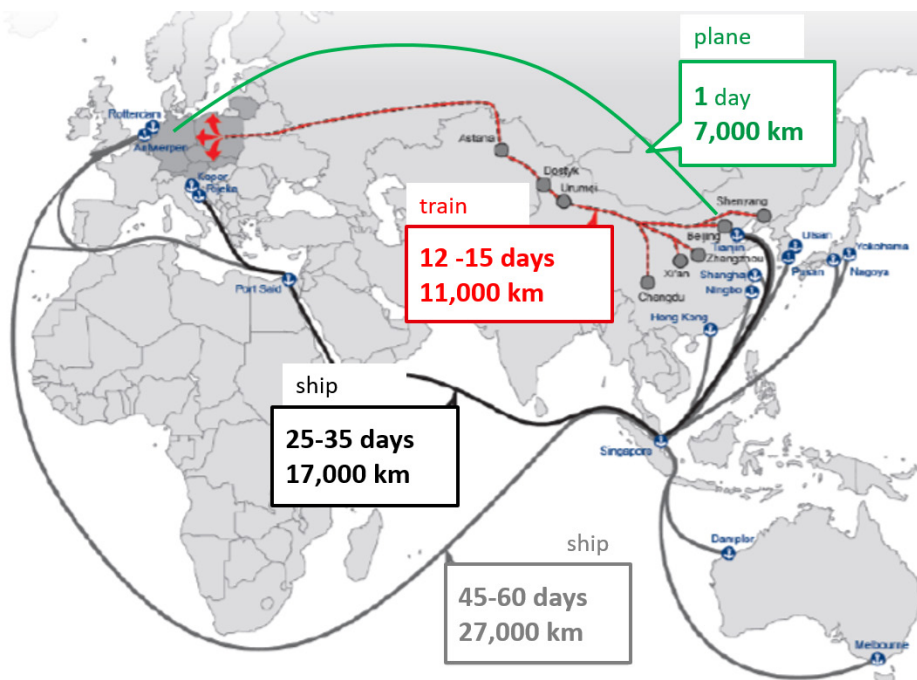 plane
1 day
7,000 km
Rotterdam
Antwerpen
Astana
Koper
Rijeka
Dostyk
Urumqi
Shenyang
train
12 -15 days
11,000 km
Beijing
Tianjin
Zhengzhou
Xi'an
Chengdu
Ulsan
Yokohama
Pusan
Nagoya
Shanghai
Ningbo
Port Said
Hong Kong
ship
25-35 days
17,000 km
Singapore
ship
45-60 days
27,000 km
Melbourne